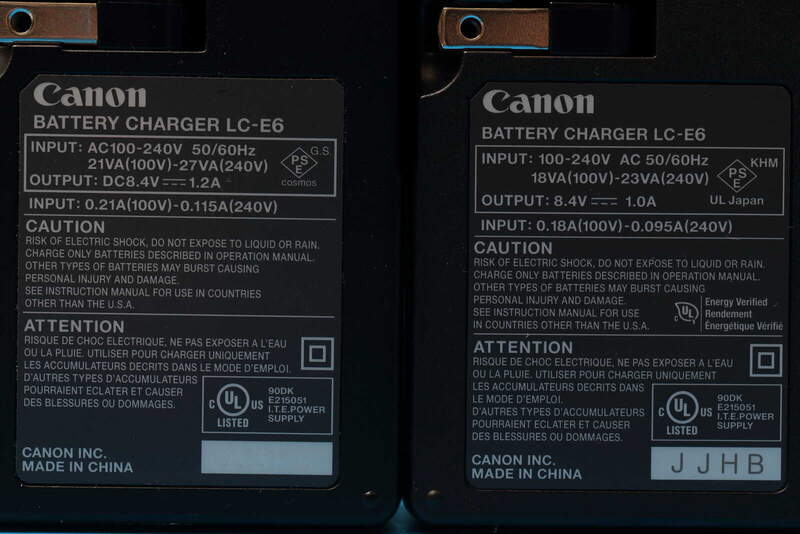 Canon
BATTERY CHARGER LC-E6
INPUT: AC100-240V 50/60Hz
21VA(100V)-27VA(240V)
OUTPUT: DC8.4V ⎓ 1.2A
G.S.
PS
E
cosmos
INPUT: 0.21A(100V)-0.115A(240V)
CAUTION
RISK OF ELECTRIC SHOCK, DO NOT EXPOSE TO LIQUID OR RAIN.
CHARGE ONLY BATTERIES DESCRIBED IN OPERATION MANUAL.
OTHER TYPES OF BATTERIES MAY BURST CAUSING
PERSONAL INJURY AND DAMAGE.
SEE INSTRUCTION MANUAL FOR USE IN COUNTRIES
OTHER THAN THE U.S.A.
ATTENTION
RISQUE DE CHOC ELECTRIQUE, NE PAS EXPOSER A L'EAU
OU LA PLUIE. UTILISER POUR CHARGER UNIQUEMENT
LES ACCUMULATEURS DECRITS DANS LE MODE D'EMPLOI.
D'AUTRES TYPES D'ACCUMULATEURS
POURRAIENT ECLATER ET CAUSER
DES BLESSURES OU DOMMAGES.
C UL US
LISTED
90DK
E215051
I.T.E.POWER
SUPPLY
CANON INC.
MADE IN CHINA
Canon
BATTERY CHARGER LC-E6
INPUT: 100-240V AC 50/60Hz
18VA(100V)-23VA(240V)
OUTPUT: 8.4V ⎓ 1.0A
KHM
PS
E
UL Japan
INPUT: 0.18A(100V)-0.095A(240V)
CAUTION
RISK OF ELECTRIC SHOCK, DO NOT EXPOSE TO LIQUID OR RAIN.
CHARGE ONLY BATTERIES DESCRIBED IN OPERATION MANUAL.
OTHER TYPES OF BATTERIES MAY BURST CAUSING
PERSONAL INJURY AND DAMAGE.
SEE INSTRUCTION MANUAL FOR USE
IN COUNTRIES OTHER THAN THE U.S.A.
UL
Energy Verified
Rendement
Énergétique Vérifié
ATTENTION
RISQUE DE CHOC ELECTRIQUE, NE PAS EXPOSER A L'EAU
OU LA PLUIE. UTILISER POUR CHARGER UNIQUEMENT
LES ACCUMULATEURS DECRITS DANS
LE MODE D'EMPLOI.
D'AUTRES TYPES D'ACCUMULATEURS
POURRAIENT ECLATER ET CAUSER
DES BLESSURES OU DOMMAGES.
C UL US
LISTED
90DK
E215051
I.T.E.POWER
SUPPLY
CANON INC.
MADE IN CHINA
JJHB